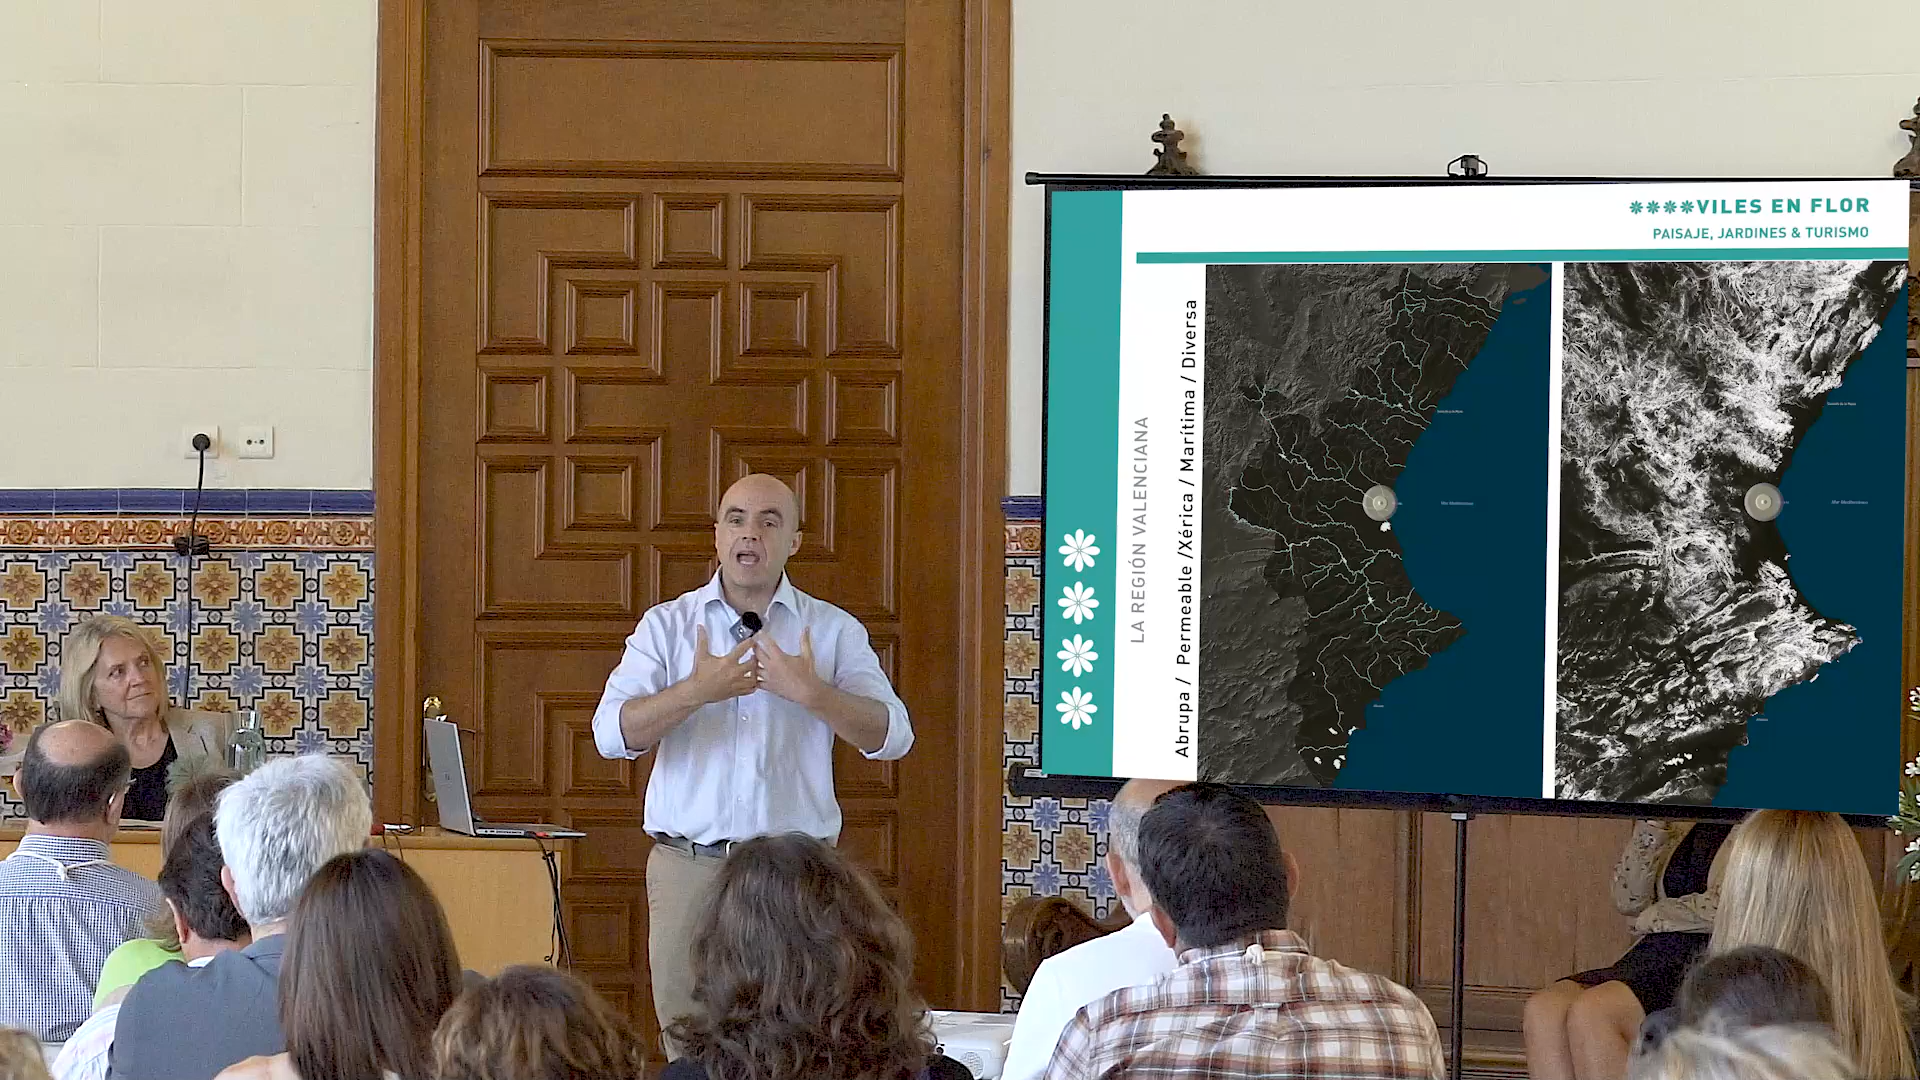 ****VILES EN FLOR
PAISAJE, JARDINES & TURISMO
LA REGIÓN VALENCIANA
Abrupa / Permeable /Xérica / Marítima / Diversa